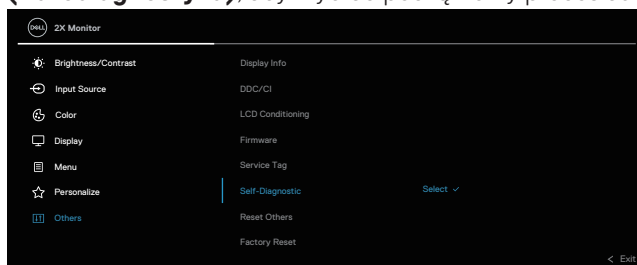 DELL 2X Monitor
Brightness/Contrast Display Info
Input Source DDC/CI
Color LCD Conditioning
Display Firmware
Menu Service Tag
Personalize Self-Diagnostic Select
Others Reset Others
Factory Reset
Exit